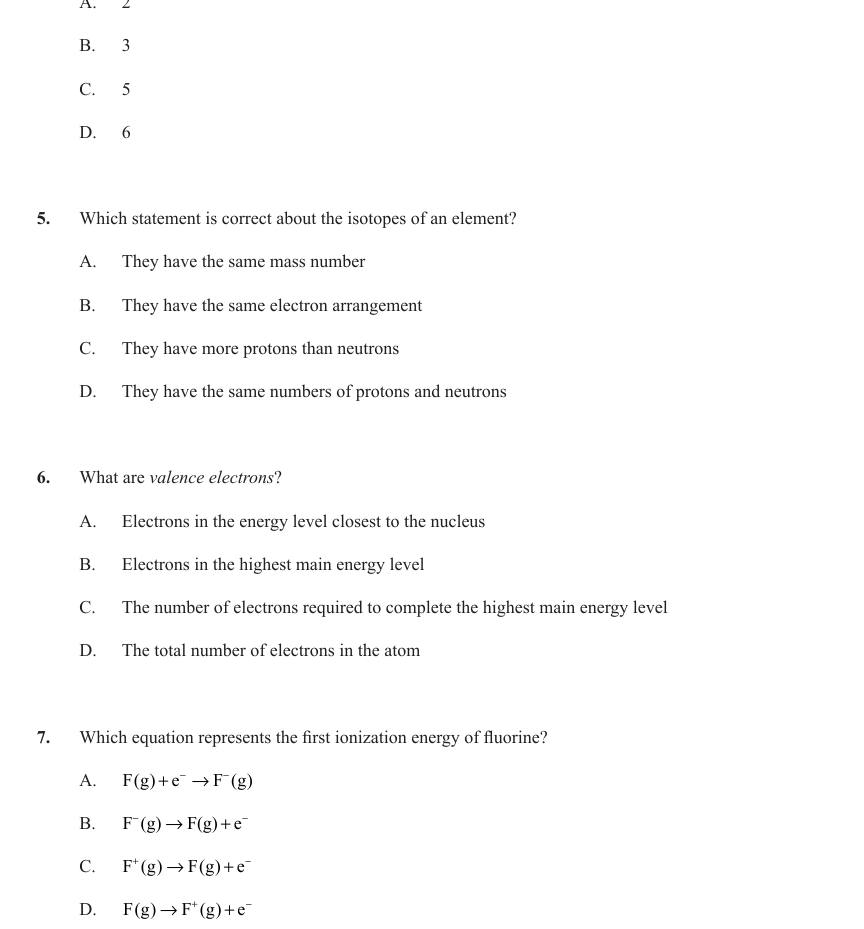 A. 2
B. 3
C. 5
D. 6
5. Which statement is correct about the isotopes of an element?
A. They have the same mass number
B. They have the same electron arrangement
C. They have more protons than neutrons
D. They have the same numbers of protons and neutrons
6. What are valence electrons?
A. Electrons in the energy level closest to the nucleus
B. Electrons in the highest main energy level
C. The number of electrons required to complete the highest main energy level
D. The total number of electrons in the atom
7. Which equation represents the first ionization energy of fluorine?
A. F(g)+e⁻ →F⁻(g)
B. F⁻(g)→F(g)+e⁻
C. F⁺(g)→F(g)+e⁻
D. F(g)→F⁺(g)+e⁻